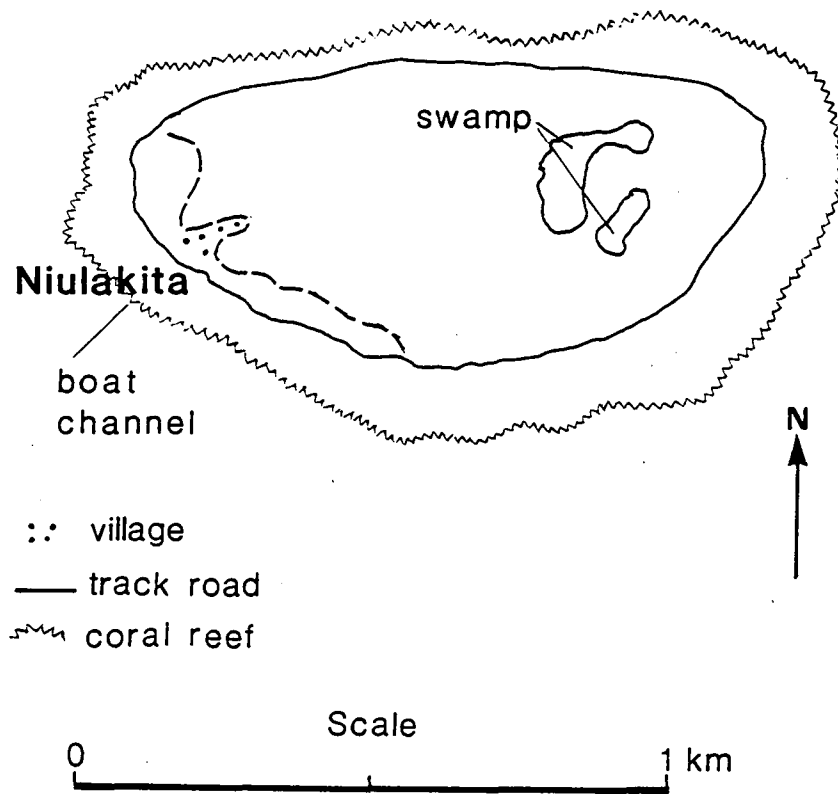 swamp
Niulakita
boat
channel
N
village
track road
coral reef
Scale
0 1 km